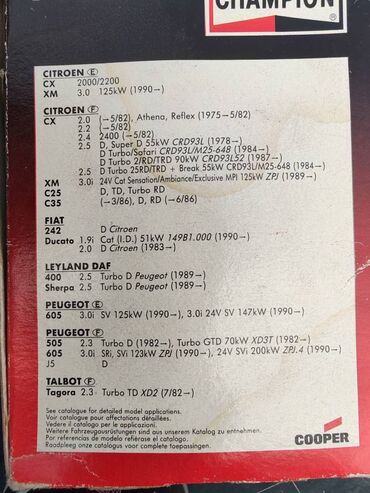 CHAMPION ®
CITROEN Ⓔ
CX 2000/2200
XM 3.0 125kW (1990→)
CITROEN Ⓕ
CX 2.0 (→5/82), Athena, Reflex (1975→5/82)
2.2 (→5/82)
2.4 2400 (→5/82)
2.5 D, Super D 55kW CRD93L (1978→)
D Turbo/Safari CRD93L/M25-648 (1984→)
D Turbo 2/RD/TRD 90kW CRD93L52 (1987→)
2.5 D Turbo 25RD/TRD + Break 55kW CRD93L/M25-648 (1984→)
XM 3.0i 24V Cat Sensation/Ambiance/Exclusive MPI 125kW ZPJ (1989→)
C25 D, TD, Turbo RD
C35 (→3/86), D, RD (→6/86)
FIAT
242 D Citroen
Ducato 1.9i Cat (I.D.) 51kW 149B1.000 (1990→)
2.0 D Citroen (1983→)
LEYLAND DAF
400 2.5 Turbo D Peugeot (1989→)
Sherpa 2.5 Turbo D Peugeot (1989→)
PEUGEOT Ⓔ
605 3.0i SV 125kW (1990→), 3.0i 24V SV 147kW (1990→)
PEUGEOT Ⓕ
505 2.3 Turbo D (1982→), Turbo GTD 70kW XD3T (1982→)
605 3.0i SRi, SVi 123kW ZPJ (1990→), 24V SVi 200kW ZPJ.4 (1990→)
J5 D
TALBOT Ⓕ
Tagora 2.3 Turbo TD XD2 (7/82→)
See catalogue for detailed model applications.
Voir catalogue pour affectations détaillées.
Vedere il catalogo per le applicazioni.
Weitere Fahrzeugausrüstungen sind aus unserem Katalog zu entnehmen.
Por referencias de modelo refiérase el catalogo.
Raadpleeg onze catalogus voor complete toepassingen.
COOPER